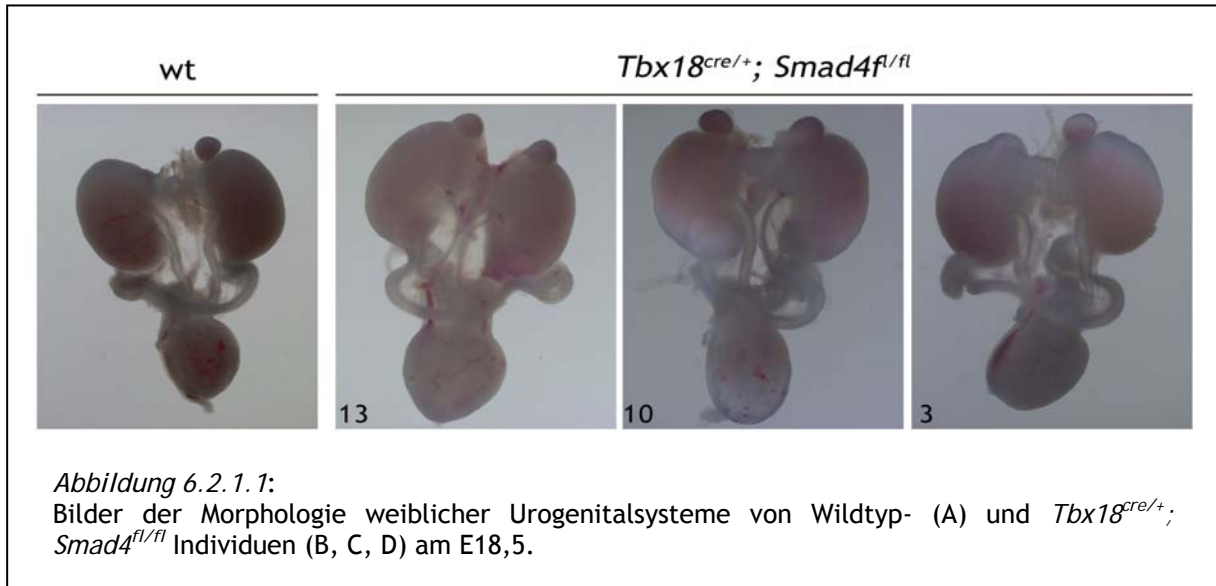 wt
Tbx18cre/+; Smad4fl/fl
13
10
3
Abbildung 6.2.1.1:
Bilder der Morphologie weiblicher Urogenitalsysteme von Wildtyp- (A) und Tbx18cre/+;
Smad4fl/fl Individuen (B, C, D) am E18,5.